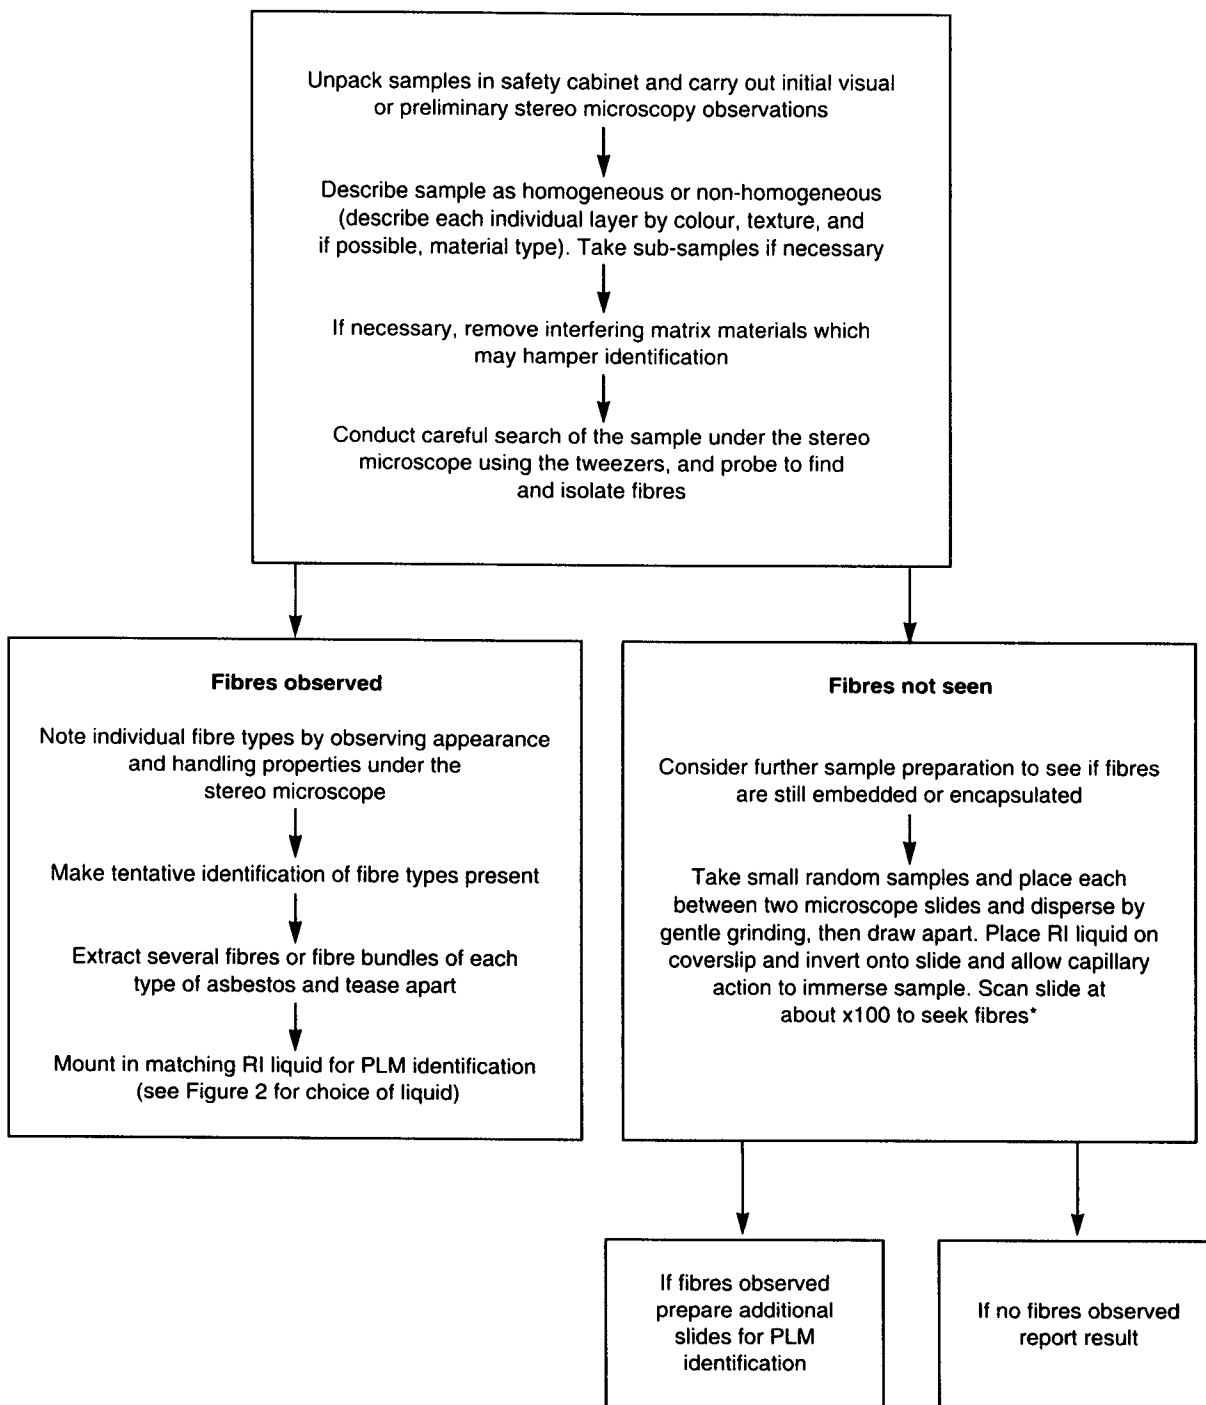 Unpack samples in safety cabinet and carry out initial visual
or preliminary stereo microscopy observations
Describe sample as homogeneous or non-homogeneous
(describe each individual layer by colour, texture, and
if possible, material type). Take sub-samples if necessary
If necessary, remove interfering matrix materials which
may hamper identification
Conduct careful search of the sample under the stereo
microscope using the tweezers, and probe to find
and isolate fibres
Fibres observed
Note individual fibre types by observing appearance
and handling properties under the
stereo microscope
Make tentative identification of fibre types present
Extract several fibres or fibre bundles of each
type of asbestos and tease apart
Mount in matching RI liquid for PLM identification
(see Figure 2 for choice of liquid)
Fibres not seen
Consider further sample preparation to see if fibres
are still embedded or encapsulated
Take small random samples and place each
between two microscope slides and disperse by
gentle grinding, then draw apart. Place RI liquid on
coverslip and invert onto slide and allow capillary
action to immerse sample. Scan slide at
about x100 to seek fibres*
If fibres observed
prepare additional
slides for PLM
identification
If no fibres observed
report result